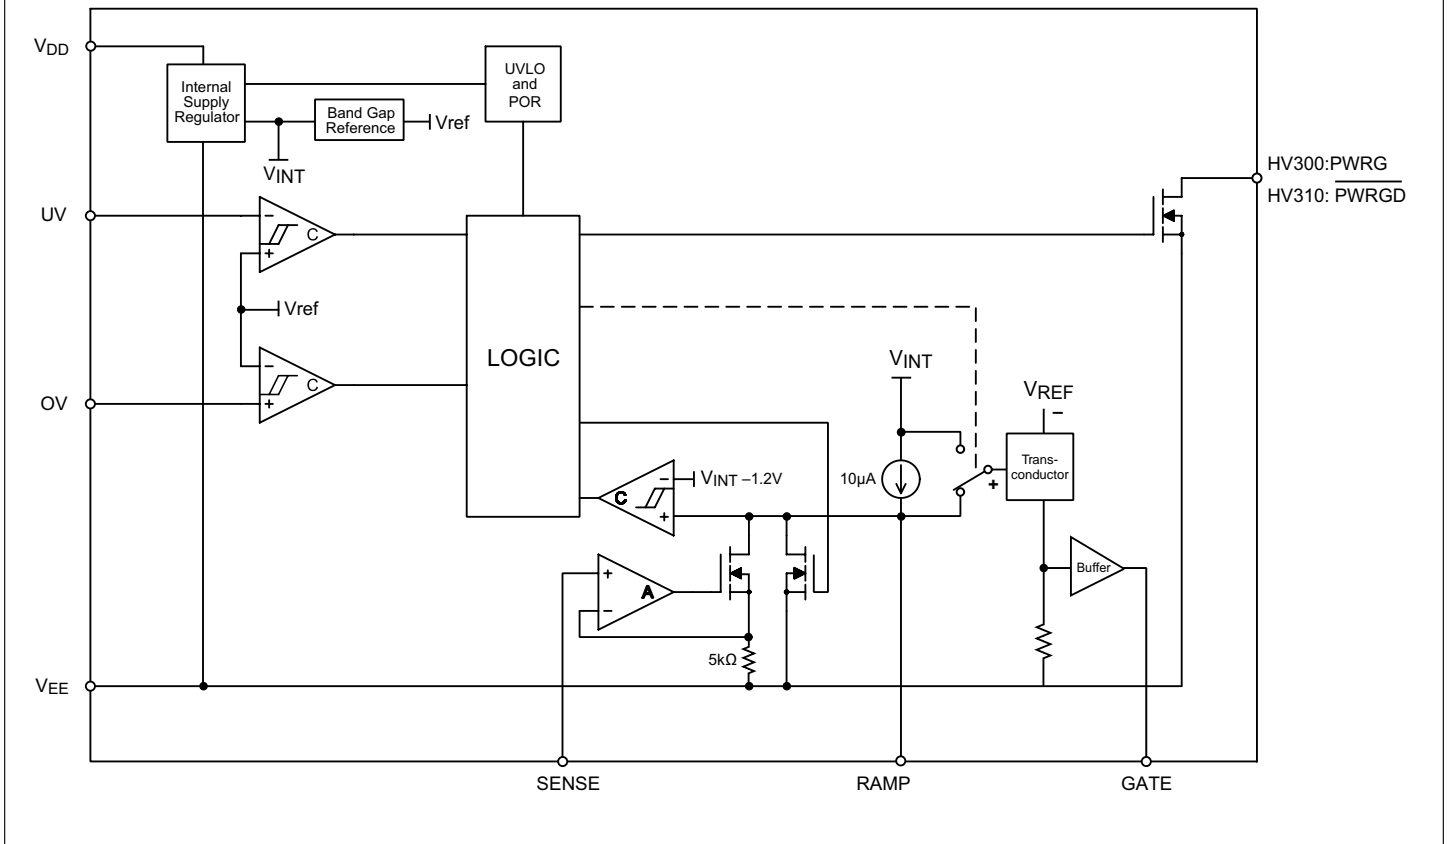 VDD
Internal
Supply
Regulator
UVLO
and
POR
Band Gap
Reference
Vref
VINT
HV300:PWRG
HV310: PWRGD
UV
−
C
+
Vref
LOGIC
−
C
+
OV
VINT
VREF
−
Trans-
conductor
+
10µA
C
−
VINT –1.2V
+
+
A
−
Buffer
5kΩ
VEE
SENSE
RAMP
GATE